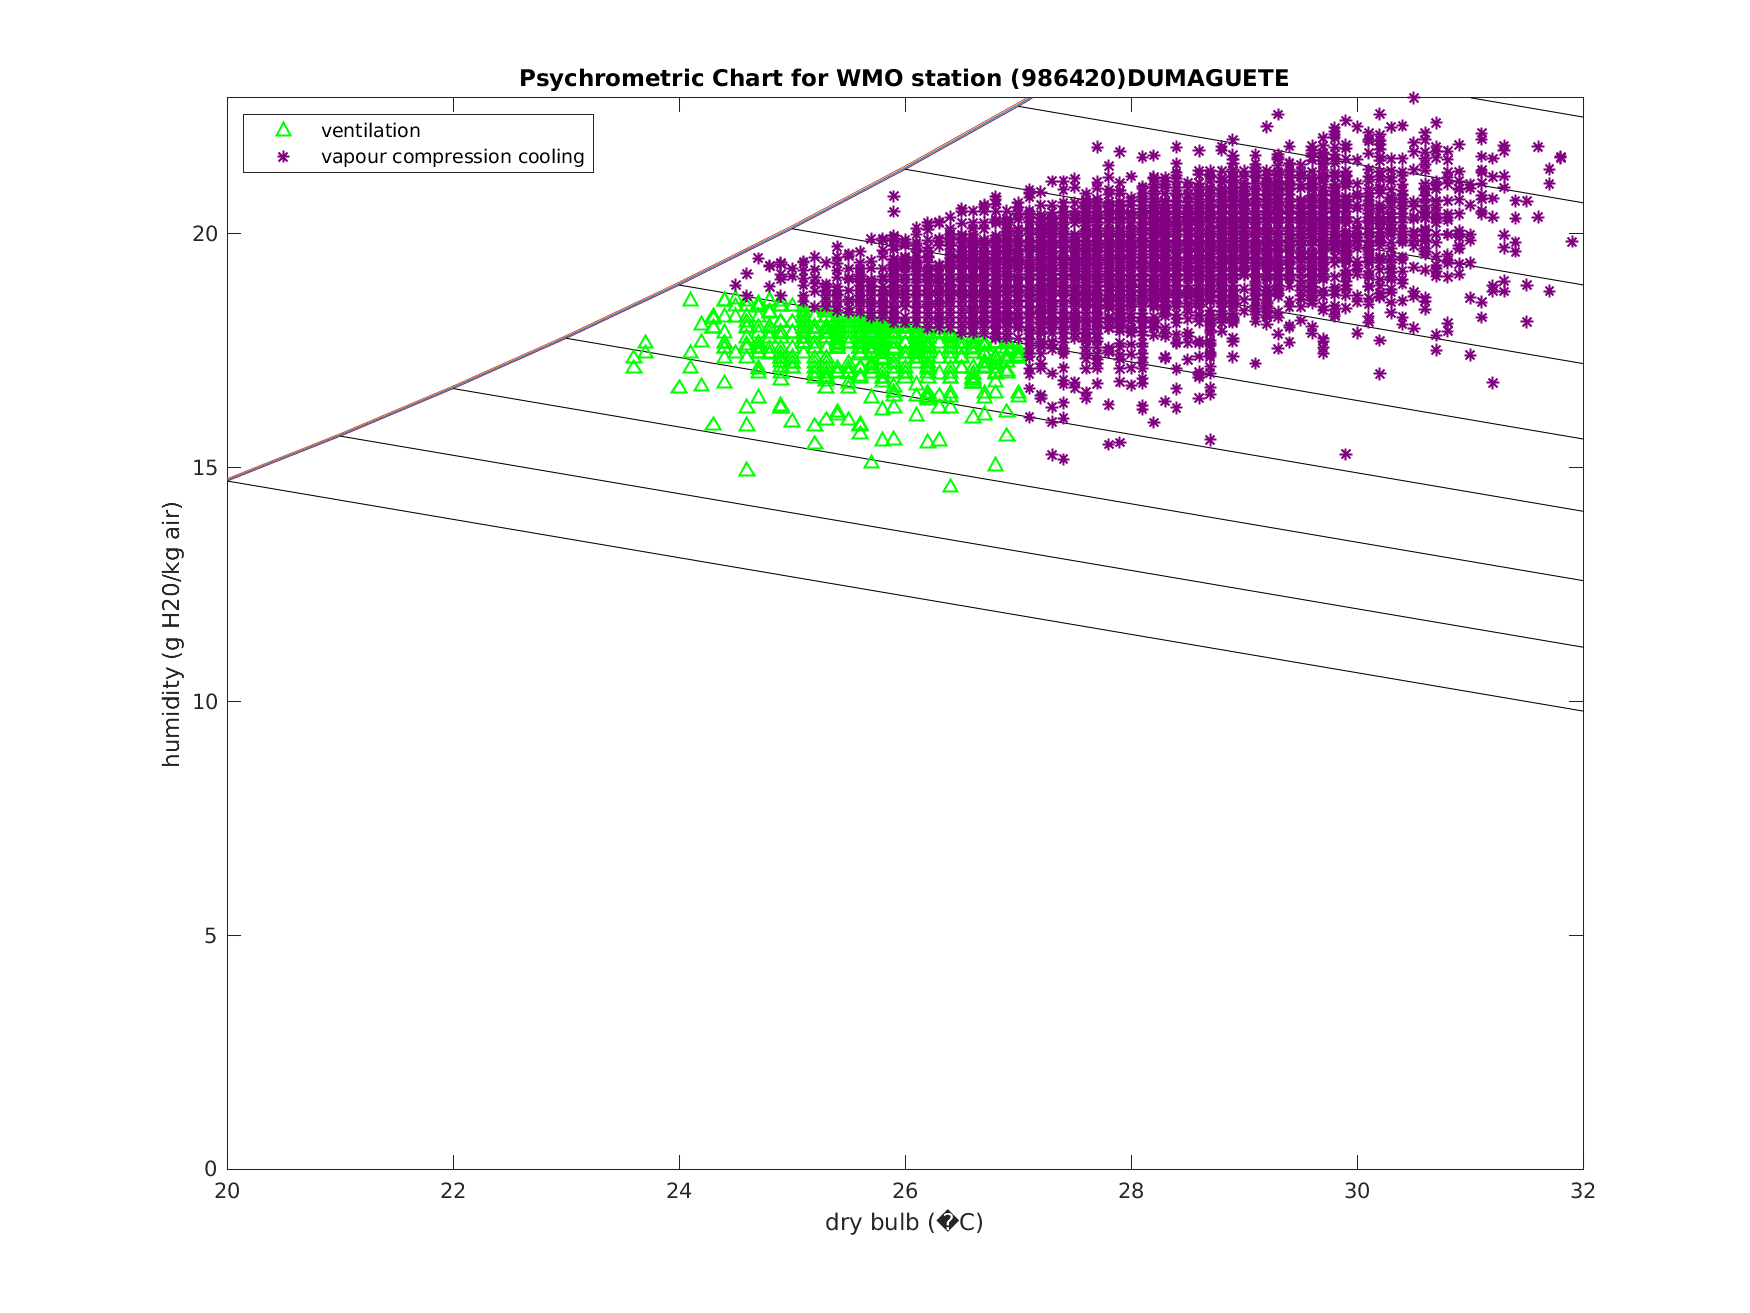 Psychrometric Chart for WMO station (986420)DUMAGUETE
ventilation
vapour compression cooling
humidity (g H20/kg air)
20
15
10
5
0
20 22 24 26 28 30 32
dry bulb (�C)